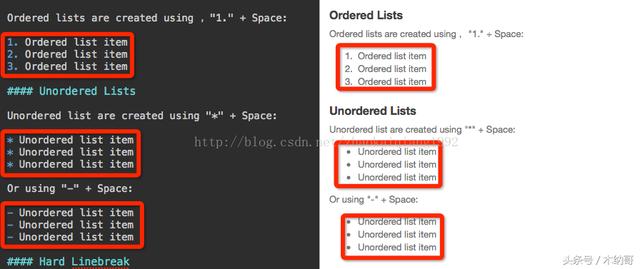 Ordered lists are created using , "1." + Space:
1. Ordered list item
2. Ordered list item
3. Ordered list item
#### Unordered Lists
Unordered list are created using "*" + Space:
* Unordered list item
* Unordered list item
* Unordered list item
Or using "-" + Space:
- Unordered list item
- Unordered list item
- Unordered list item
#### Hard Linebreak
Ordered Lists
Ordered lists are created using , "1." + Space:
1. Ordered list item
2. Ordered list item
3. Ordered list item
Unordered Lists
Unordered list are created using "*" + Space:
• Unordered list item
• Unordered list item
• Unordered list item
Or using "-" + Space:
• Unordered list item
• Unordered list item
• Unordered list item
http://blog.csdn.net/
头条号 / 木纳哥